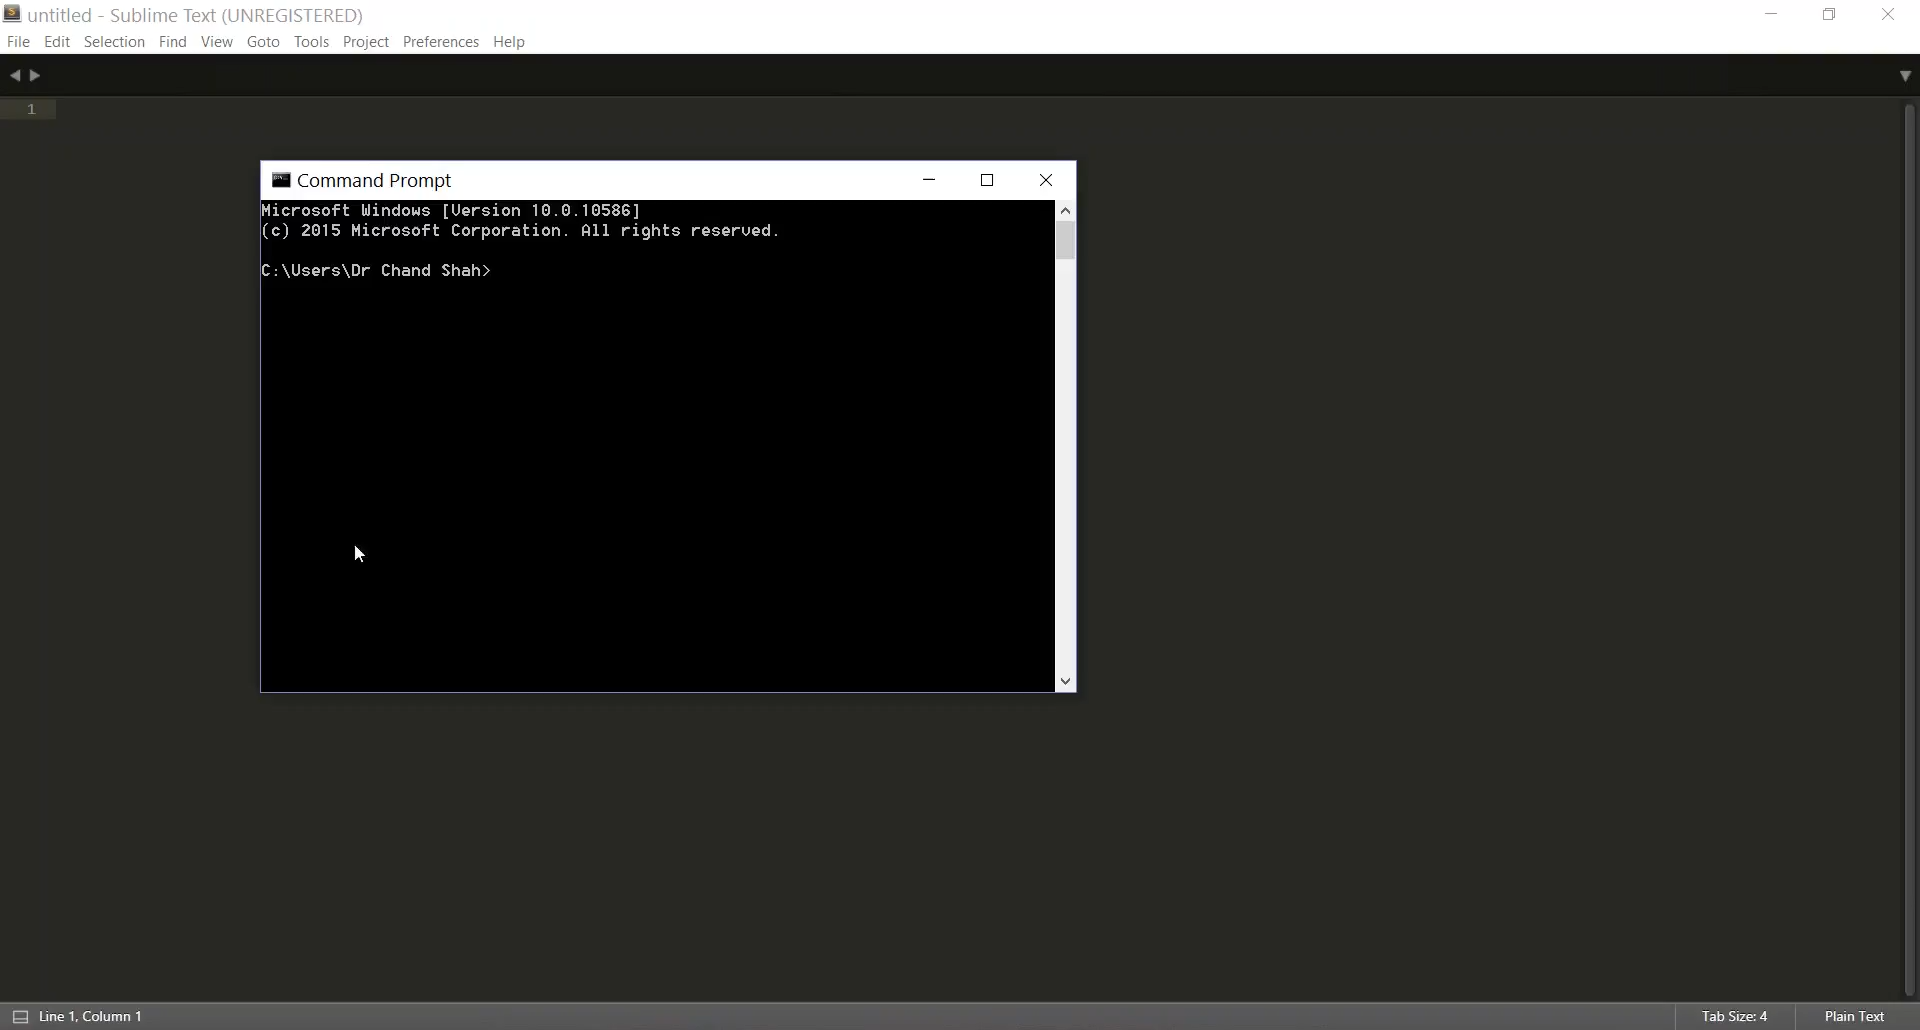 untitled - Sublime Text (UNREGISTERED)
File Edit Selection Find View Goto Tools Project Preferences Help
1
Command Prompt
Microsoft Windows [Version 10.0.10586]
(c) 2015 Microsoft Corporation. All rights reserved.
C:\Users\Dr Chand Shah>
Line 1, Column 1
Tab Size: 4
Plain Text